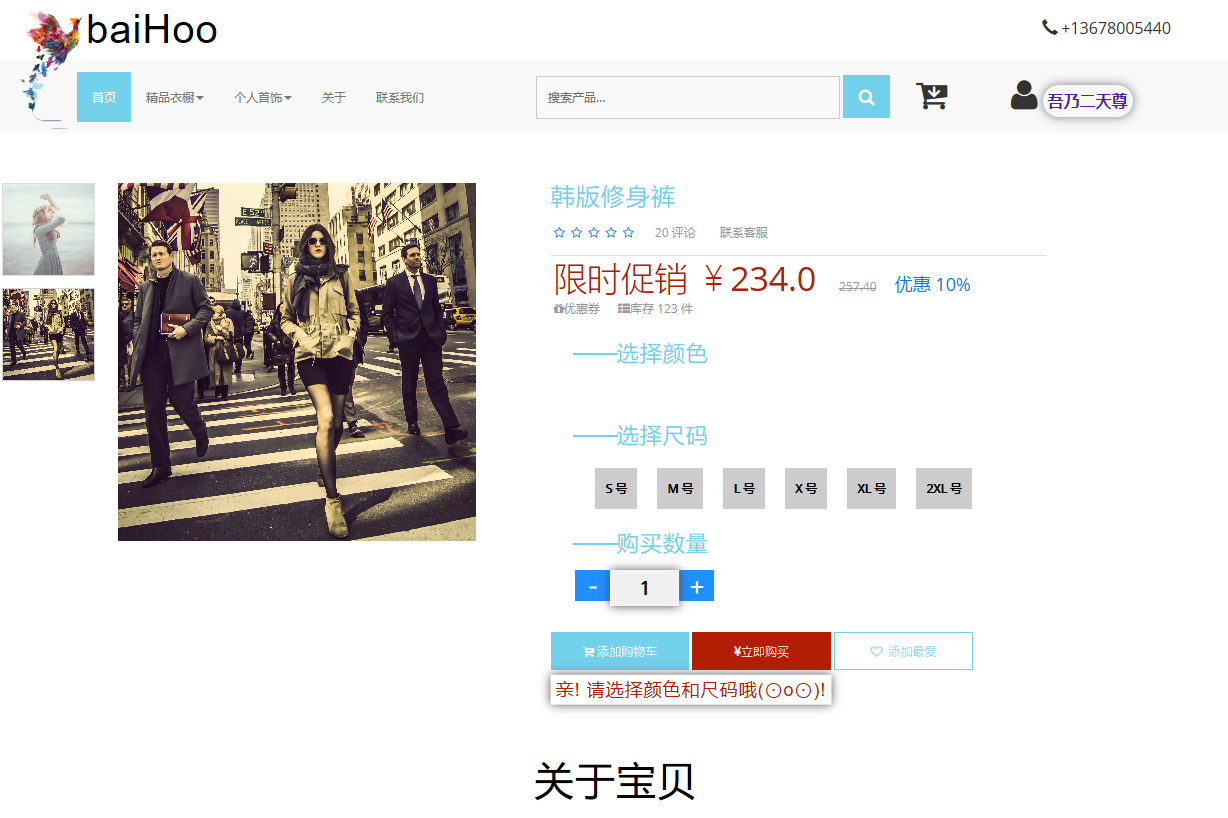 baiHoo
+13678005440
首页 精品衣橱 个人首饰 关于 联系我们 搜索产品... 吾乃二天尊
韩版修身裤
20 评论 联系客服
限时促销 ￥234.0 257.40 优惠 10%
优惠券 库存 123 件
——选择颜色
——选择尺码
S 号 M 号 L 号 X 号 XL 号 2XL 号
——购买数量
- 1 +
添加购物车 ¥立即购买 添加最爱
亲! 请选择颜色和尺码哦(⊙o⊙)!
关于宝贝